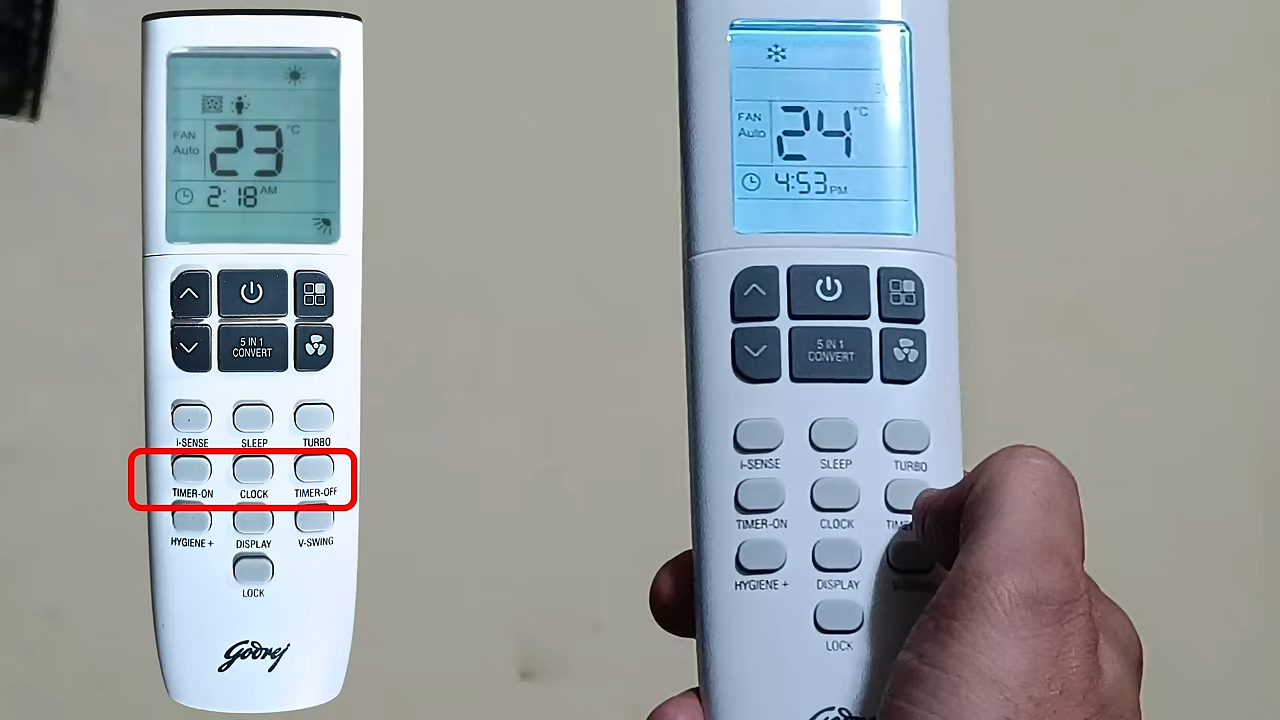 FAN
Auto
23 °C
2:18 AM
5 IN 1
CONVERT
i-SENSE SLEEP TURBO
TIMER-ON CLOCK TIMER-OFF
HYGIENE + DISPLAY V-SWING
LOCK
Godrej
FAN
Auto
24 °C
4:53 PM
5 IN 1
CONVERT
i-SENSE SLEEP TURBO
TIMER-ON CLOCK
HYGIENE + DISPLAY
LOCK